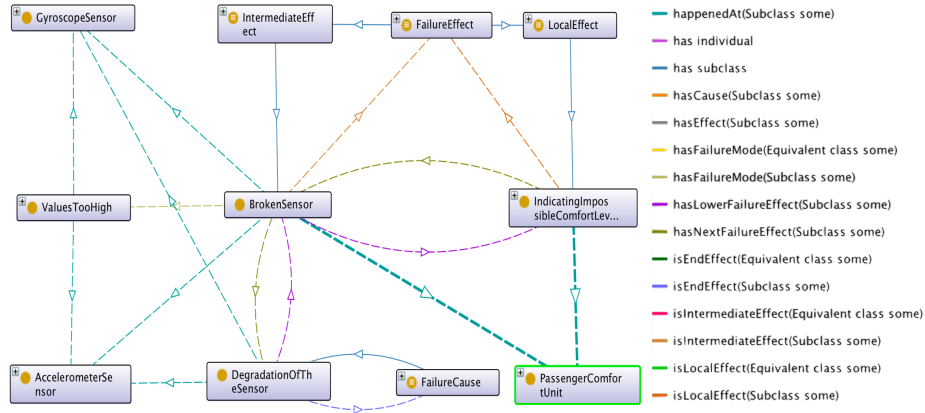 GyroscopeSensor
IntermediateEff
ect
FailureEffect
LocalEffect
ValuesTooHigh
BrokenSensor
IndicatingImpos
sibleComfortLev...
AccelerometerSe
nsor
DegradationOfTh
eSensor
FailureCause
PassengerComfo
rtUnit
happenedAt(Subclass some)
has individual
has subclass
hasCause(Subclass some)
hasEffect(Subclass some)
hasFailureMode(Equivalent class some)
hasFailureMode(Subclass some)
hasLowerFailureEffect(Subclass some)
hasNextFailureEffect(Subclass some)
isEndEffect(Equivalent class some)
isEndEffect(Subclass some)
isIntermediateEffect(Equivalent class some)
isIntermediateEffect(Subclass some)
isLocalEffect(Equivalent class some)
isLocalEffect(Subclass some)